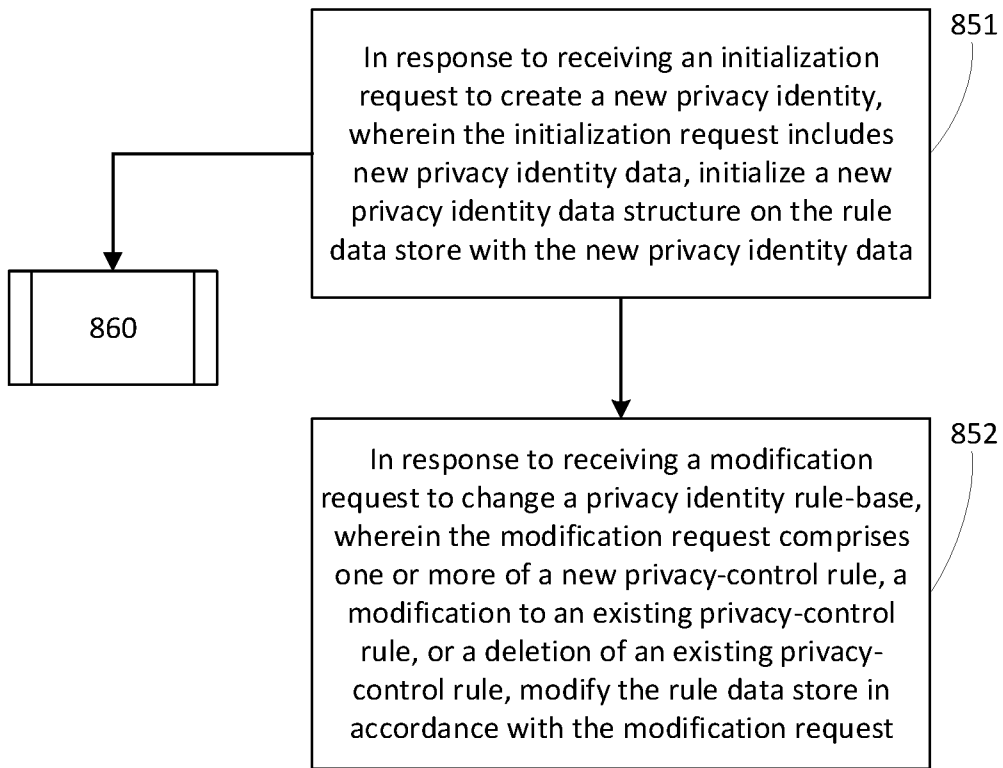 851
In response to receiving an initialization
request to create a new privacy identity,
wherein the initialization request includes
new privacy identity data, initialize a new
privacy identity data structure on the rule
data store with the new privacy identity data
860
852
In response to receiving a modification
request to change a privacy identity rule-base,
wherein the modification request comprises
one or more of a new privacy-control rule, a
modification to an existing privacy-control
rule, or a deletion of an existing privacy-
control rule, modify the rule data store in
accordance with the modification request